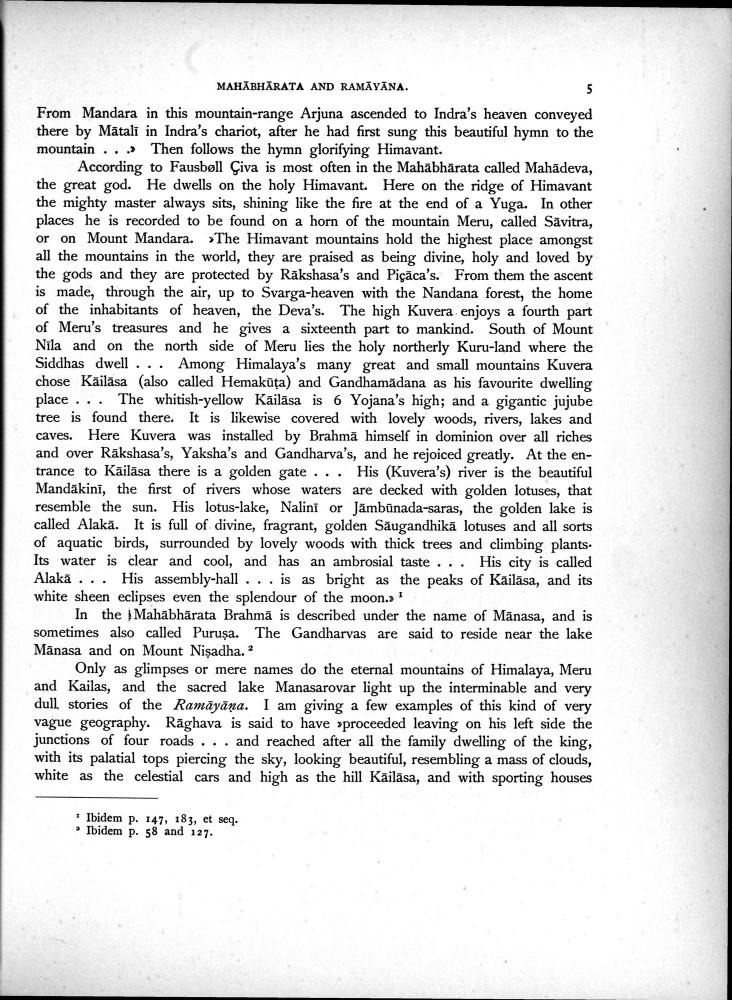 MAHĀBHĀRATA AND RAMĀYĀNA. 5
From Mandara in this mountain-range Arjuna ascended to Indra's heaven conveyed
there by Mātalī in Indra's chariot, after he had first sung this beautiful hymn to the
mountain . . .» Then follows the hymn glorifying Himavant.
According to Fausbøll Çiva is most often in the Mahābhārata called Mahādeva,
the great god. He dwells on the holy Himavant. Here on the ridge of Himavant
the mighty master always sits, shining like the fire at the end of a Yuga. In other
places he is recorded to be found on a horn of the mountain Meru, called Sāvitra,
or on Mount Mandara. »The Himavant mountains hold the highest place amongst
all the mountains in the world, they are praised as being divine, holy and loved by
the gods and they are protected by Rākshasa's and Piçāca's. From them the ascent
is made, through the air, up to Svarga-heaven with the Nandana forest, the home
of the inhabitants of heaven, the Deva's. The high Kuvera enjoys a fourth part
of Meru's treasures and he gives a sixteenth part to mankind. South of Mount
Nīla and on the north side of Meru lies the holy northerly Kuru-land where the
Siddhas dwell . . . Among Himalaya's many great and small mountains Kuvera
chose Kāilāsa (also called Hemakūṭa) and Gandhamādana as his favourite dwelling
place . . . The whitish-yellow Kāilāsa is 6 Yojana's high; and a gigantic jujube
tree is found there. It is likewise covered with lovely woods, rivers, lakes and
caves. Here Kuvera was installed by Brahmā himself in dominion over all riches
and over Rākshasa's, Yaksha's and Gandharva's, and he rejoiced greatly. At the en-
trance to Kāilāsa there is a golden gate . . . His (Kuvera's) river is the beautiful
Mandākinī, the first of rivers whose waters are decked with golden lotuses, that
resemble the sun. His lotus-lake, Nalinī or Jāmbūnada-saras, the golden lake is
called Alakā. It is full of divine, fragrant, golden Sāugandhikā lotuses and all sorts
of aquatic birds, surrounded by lovely woods with thick trees and climbing plants.
Its water is clear and cool, and has an ambrosial taste . . . His city is called
Alakā . . . His assembly-hall . . . is as bright as the peaks of Kāilāsa, and its
white sheen eclipses even the splendour of the moon.» ¹
In the Mahābhārata Brahmā is described under the name of Mānasa, and is
sometimes also called Puruṣa. The Gandharvas are said to reside near the lake
Mānasa and on Mount Niṣadha. ²
Only as glimpses or mere names do the eternal mountains of Himalaya, Meru
and Kailas, and the sacred lake Manasarovar light up the interminable and very
dull stories of the Ramāyāṇa. I am giving a few examples of this kind of very
vague geography. Rāghava is said to have »proceeded leaving on his left side the
junctions of four roads . . . and reached after all the family dwelling of the king,
with its palatial tops piercing the sky, looking beautiful, resembling a mass of clouds,
white as the celestial cars and high as the hill Kāilāsa, and with sporting houses
¹ Ibidem p. 147, 183, et seq.
² Ibidem p. 58 and 127.